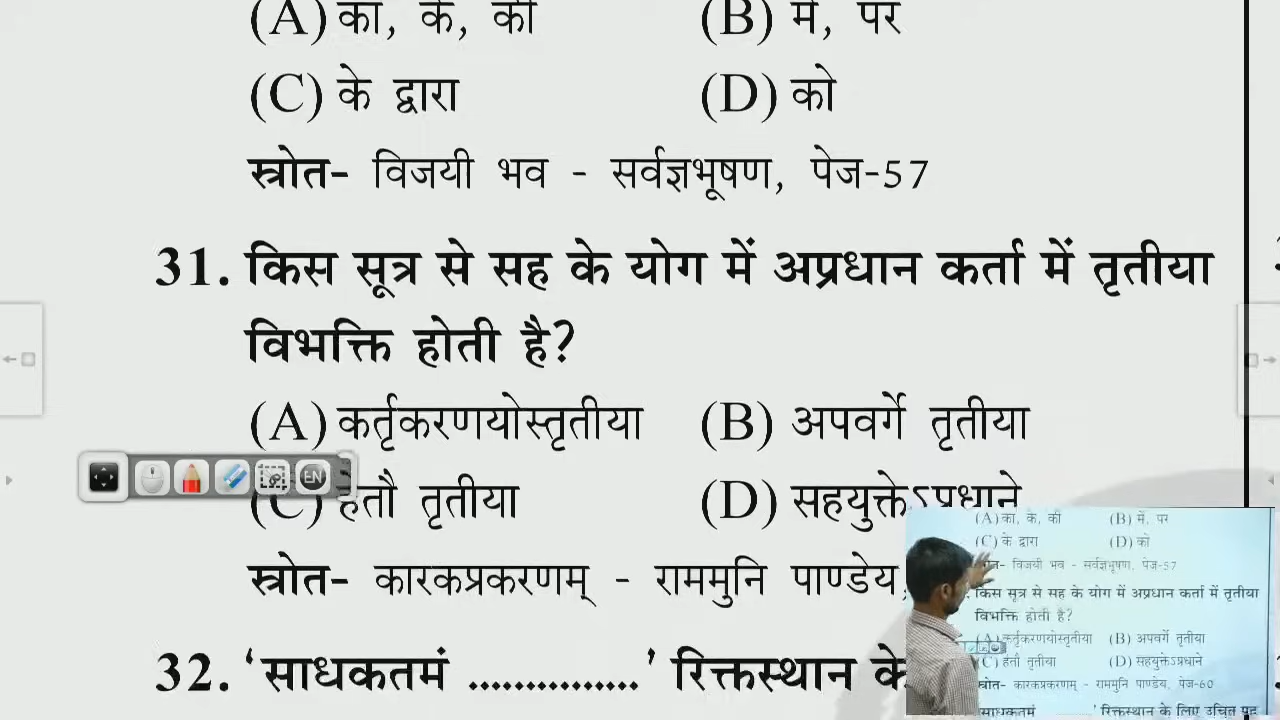 (A) का, के, की (B) में, पर
(C) के द्वारा (D) को
स्रोत- विजयी भव - सर्वज्ञभूषण, पेज-57
31. किस सूत्र से सह के योग में अप्रधान कर्ता में तृतीया
विभक्ति होती है?
(A) कर्तृकरणयोस्तृतीया (B) अपवर्गे तृतीया
EN
(C) हेतौ तृतीया (D) सहयुक्तेऽप्रधाने
स्रोत- कारकप्रकरणम् - राममुनि पाण्डेय,
32. 'साधकतमं ...............' रिक्तस्थान के
(A) का, के, की (B) में, पर
(C) के द्वारा (D) को
विजयी भव - सर्वज्ञभूषण, पेज-57
किस सूत्र से सह के योग में अप्रधान कर्ता में तृतीया
विभक्ति होती है?
(A) कर्तृकरणयोस्तृतीया (B) अपवर्गे तृतीया
(C) हेतौ तृतीया (D) सहयुक्तेऽप्रधाने
स्रोत- कारकप्रकरणम् - राममुनि पाण्डेय, पेज-60
साधकतमं ' रिक्तस्थान के लिए उचित पद